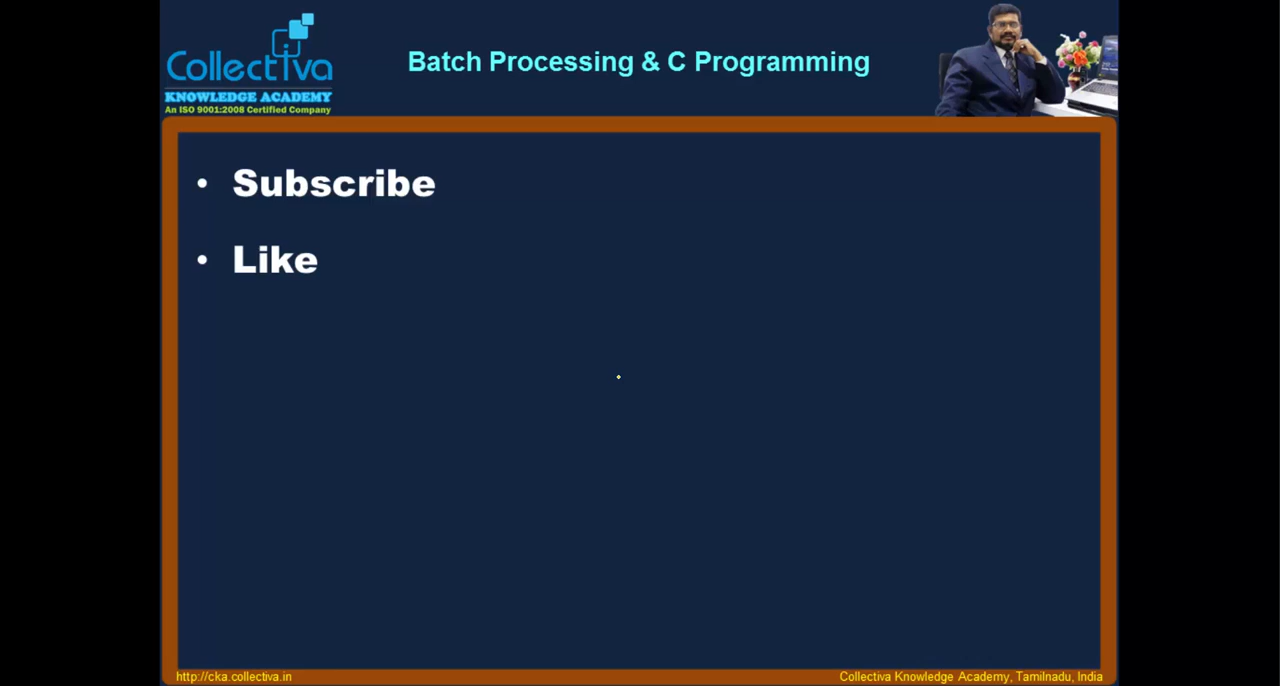 Collectiva
KNOWLEDGE ACADEMY
An ISO 9001:2008 Certified Company
Batch Processing & C Programming
• Subscribe
• Like
http://cka.collectiva.in
Collectiva Knowledge Academy, Tamilnadu, India